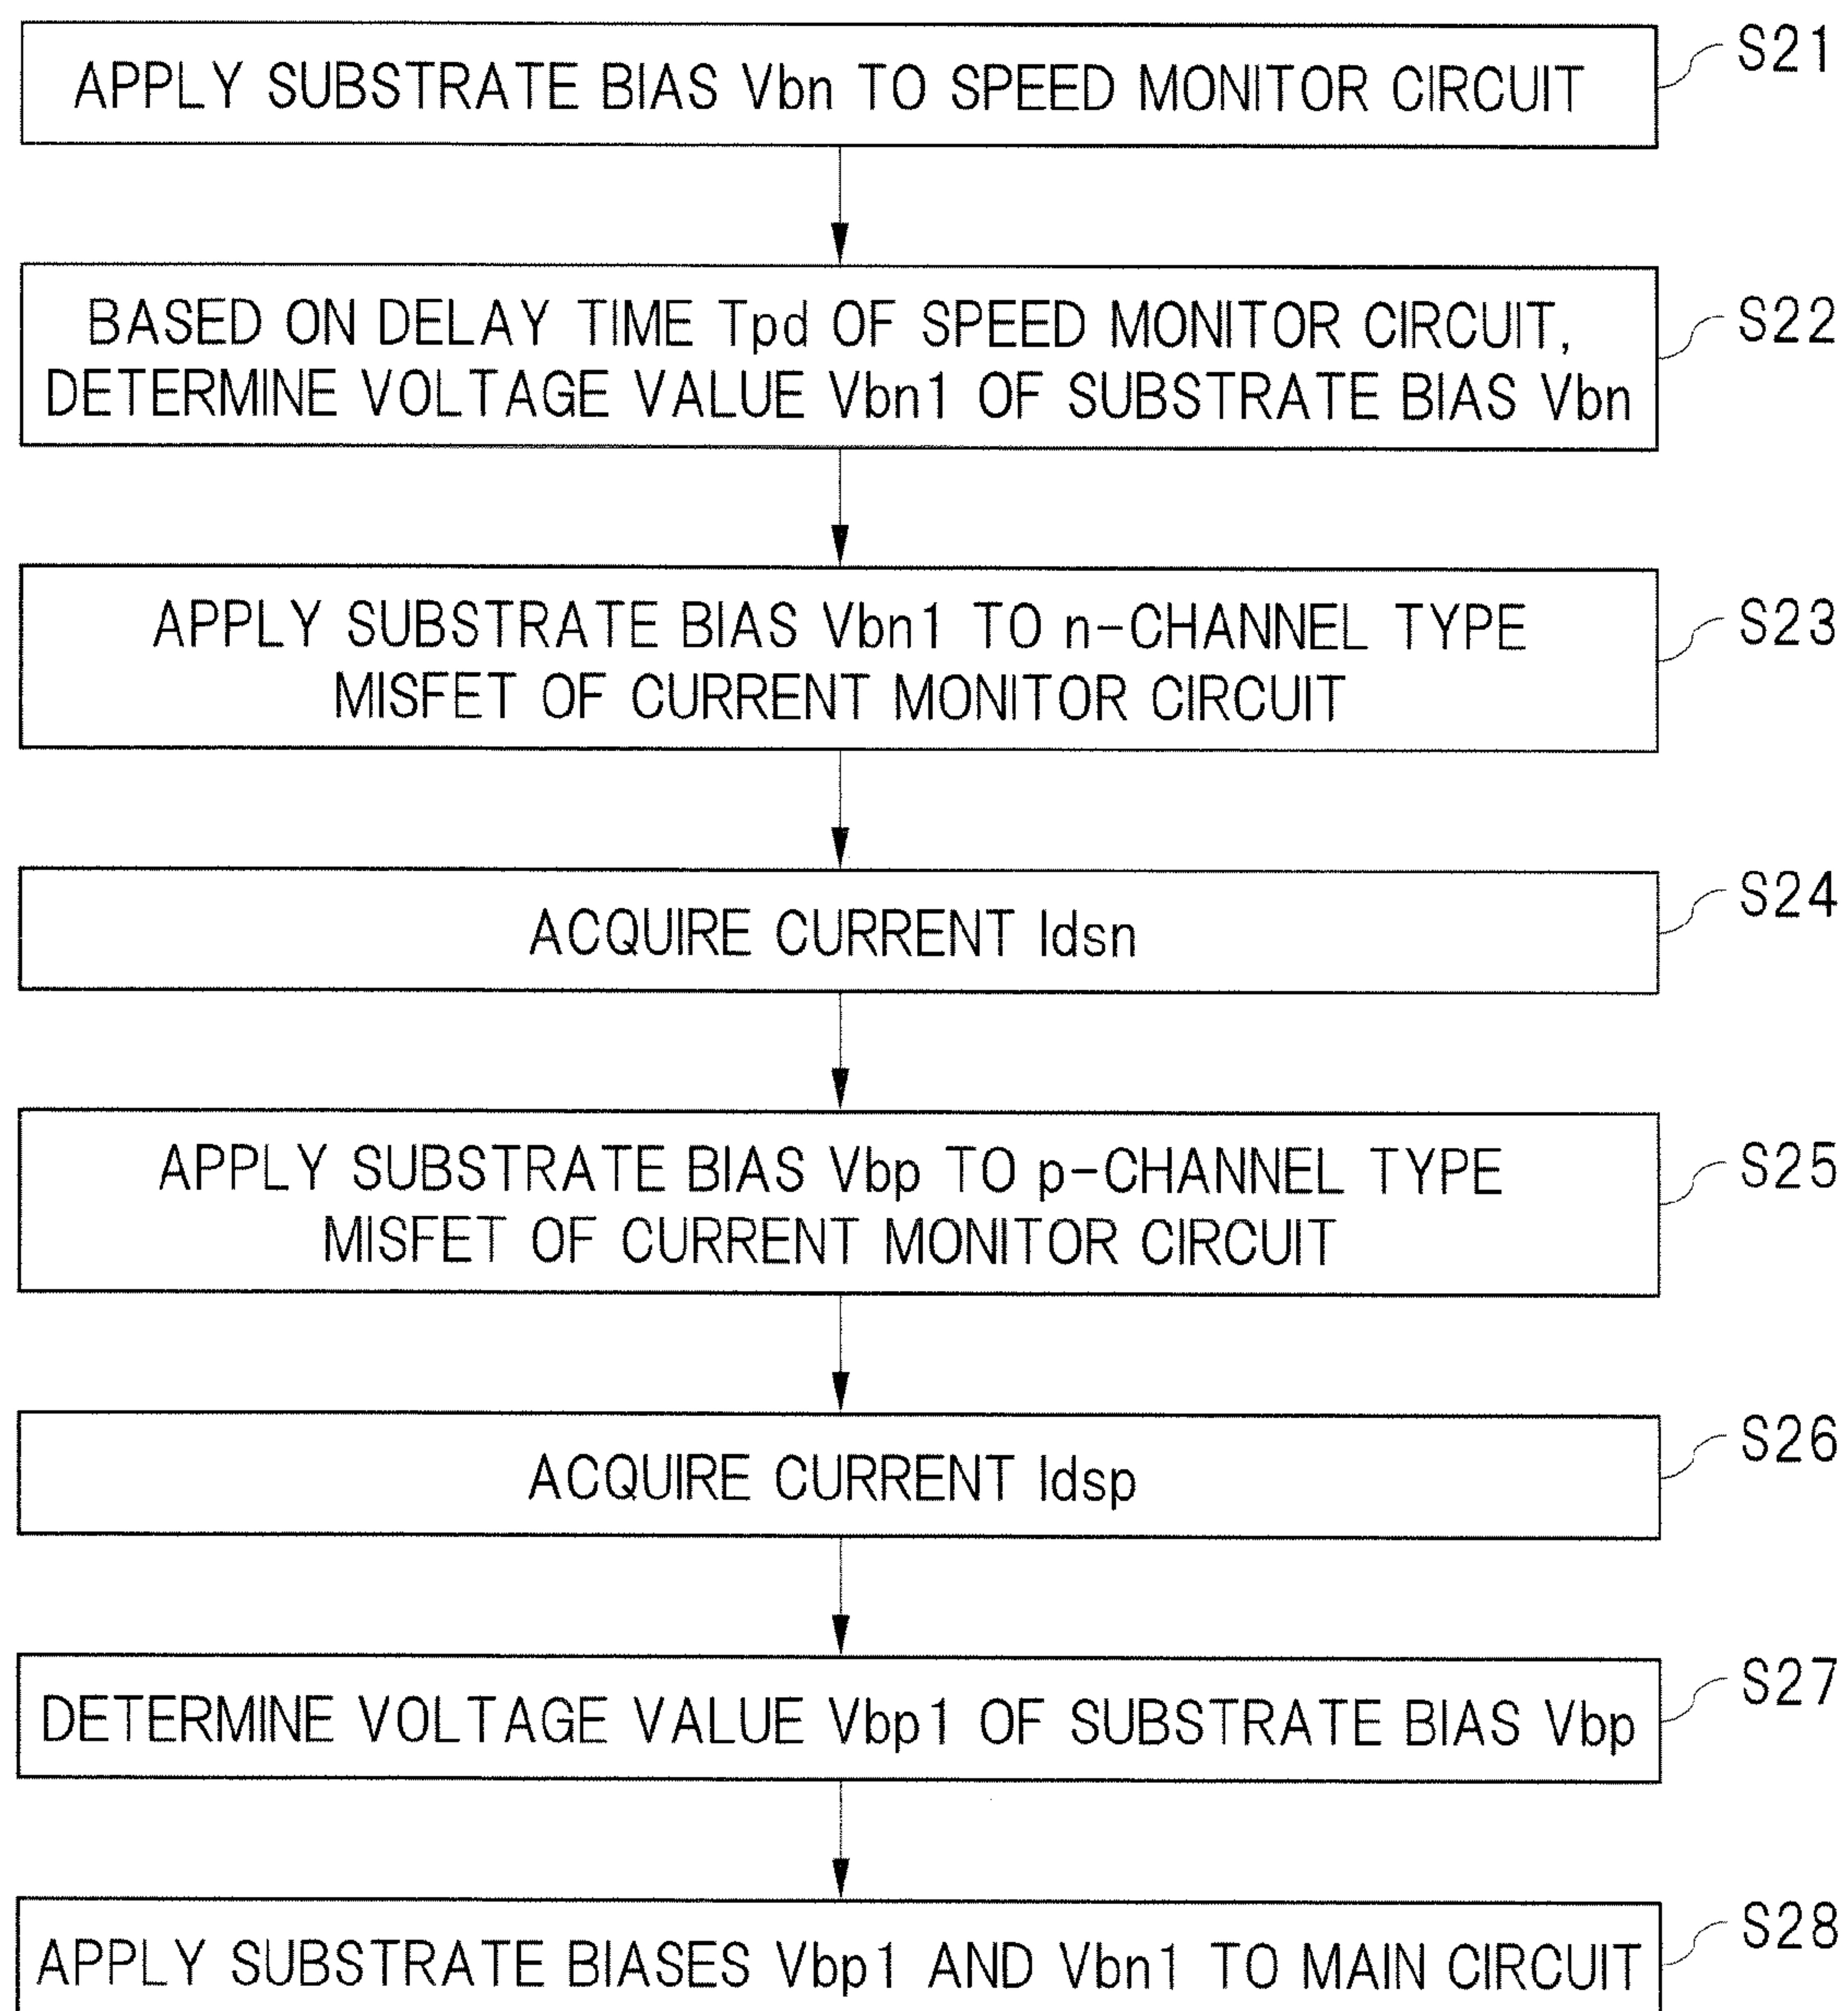 APPLY SUBSTRATE BIAS Vbn TO SPEED MONITOR CIRCUIT
S21
BASED ON DELAY TIME Tpd OF SPEED MONITOR CIRCUIT,
DETERMINE VOLTAGE VALUE Vbn1 OF SUBSTRATE BIAS Vbn
S22
APPLY SUBSTRATE BIAS Vbn1 TO n-CHANNEL TYPE
MISFET OF CURRENT MONITOR CIRCUIT
S23
ACQUIRE CURRENT Idsn
S24
APPLY SUBSTRATE BIAS Vbp TO p-CHANNEL TYPE
MISFET OF CURRENT MONITOR CIRCUIT
S25
ACQUIRE CURRENT Idsp
S26
DETERMINE VOLTAGE VALUE Vbp1 OF SUBSTRATE BIAS Vbp
S27
APPLY SUBSTRATE BIASES Vbp1 AND Vbn1 TO MAIN CIRCUIT
S28